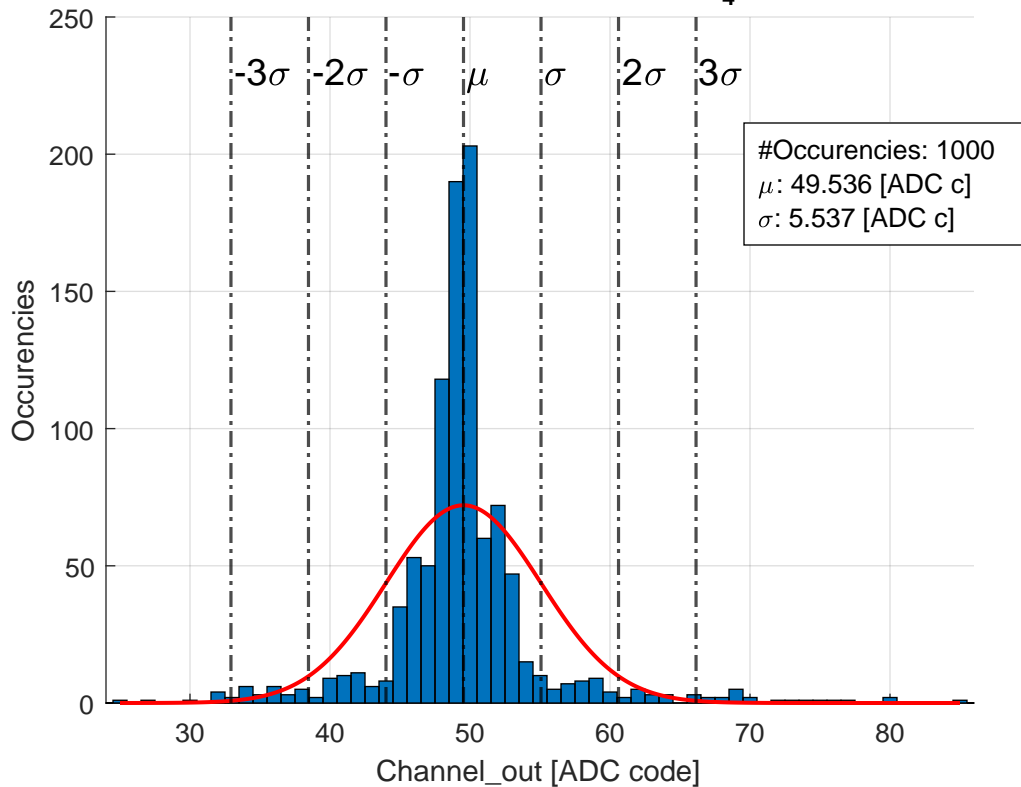 4
250
-3σ -2σ -σ μ σ 2σ 3σ
200
#Occurencies: 1000
μ: 49.536 [ADC c]
σ: 5.537 [ADC c]
150
Occurencies
100
50
0
30 40 50 60 70 80
Channel_out [ADC code]